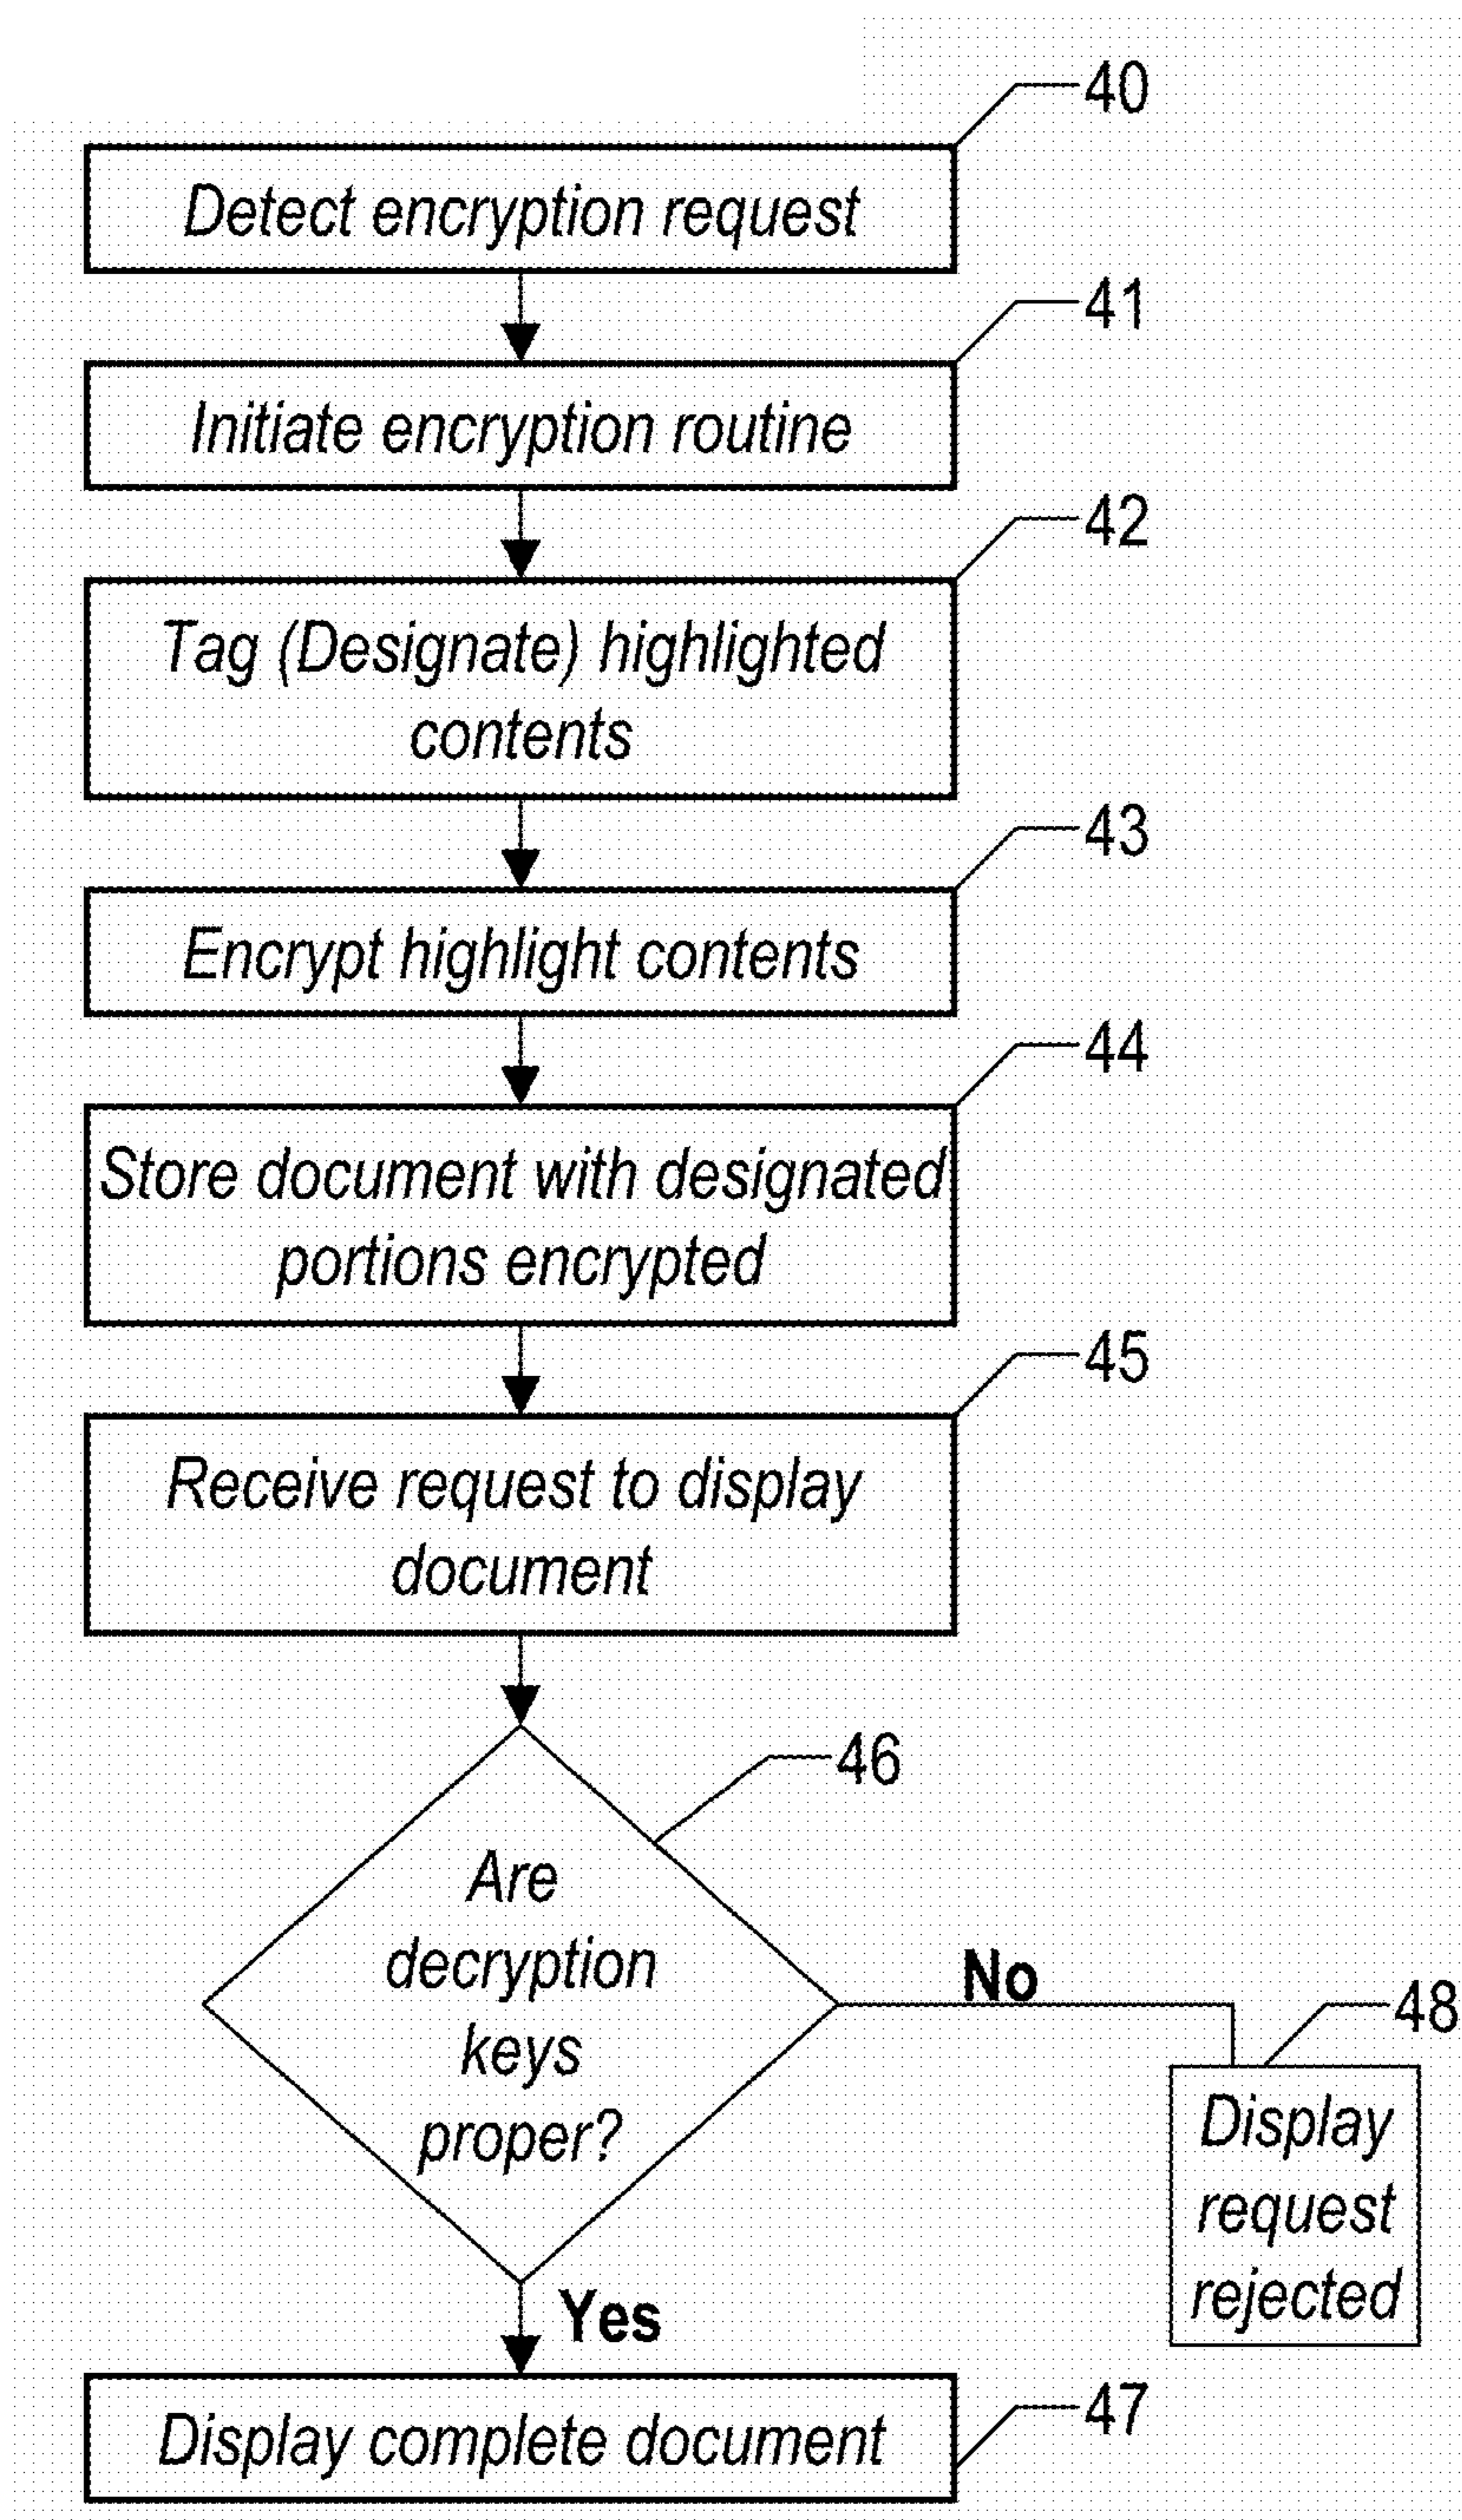 40
Detect encryption request
41
Initiate encryption routine
42
Tag (Designate) highlighted
contents
43
Encrypt highlight contents
44
Store document with designated
portions encrypted
45
Receive request to display
document
46
Are
decryption
keys
proper?
No
48
Display
request
rejected
Yes
47
Display complete document